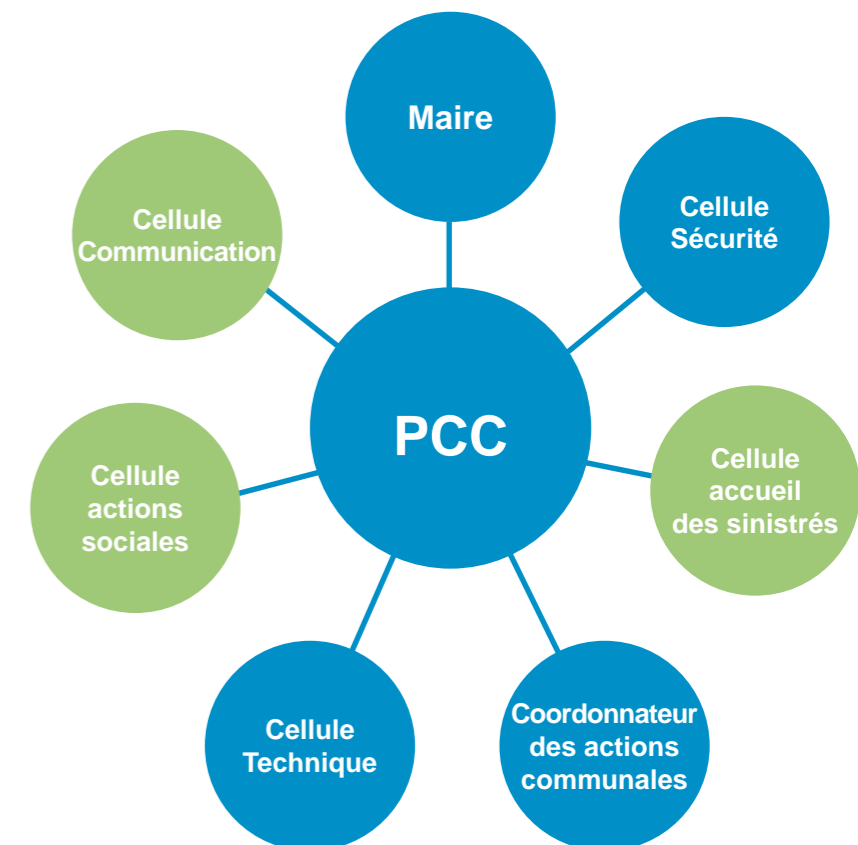 Maire
Cellule
Communication
Cellule
Sécurité
PCC
Cellule
actions
sociales
Cellule
accueil
des sinistrés
Cellule
Technique
Coordonnateur
des actions
communales